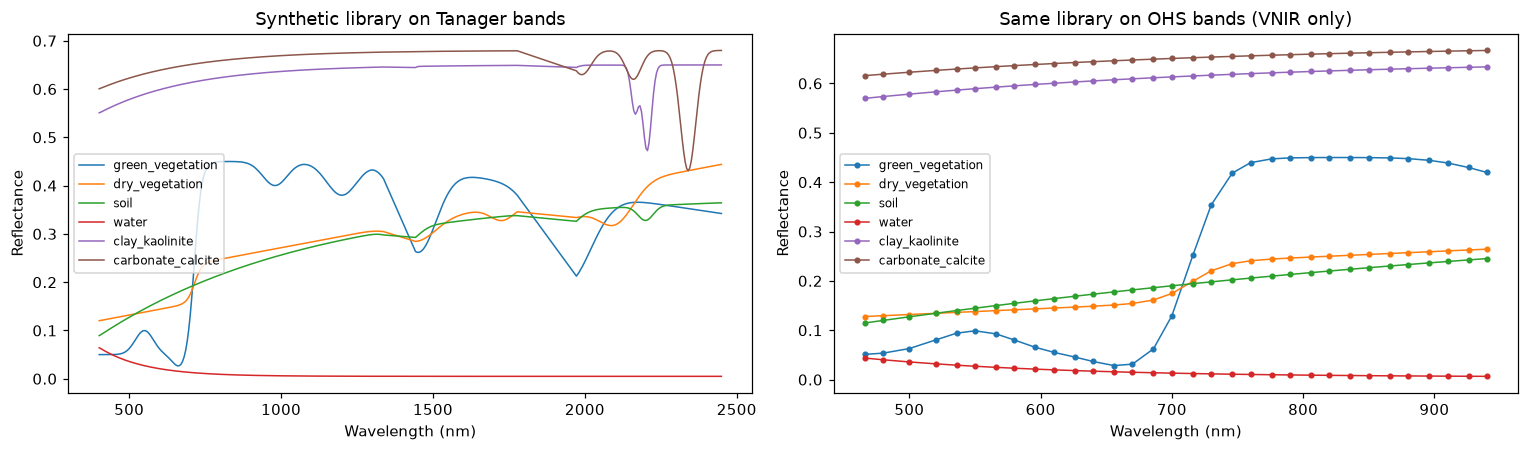 Synthetic library on Tanager bands
0.7
0.6
0.5
0.4
0.3
0.2
0.1
0.0
Reflectance
green_vegetation
dry_vegetation
soil
water
clay_kaolinite
carbonate_calcite
500
1000
1500
2000
2500
Wavelength (nm)
Same library on OHS bands (VNIR only)
0.6
0.5
0.4
0.3
0.2
0.1
0.0
Reflectance
green_vegetation
dry_vegetation
soil
water
clay_kaolinite
carbonate_calcite
500
600
700
800
900
Wavelength (nm)